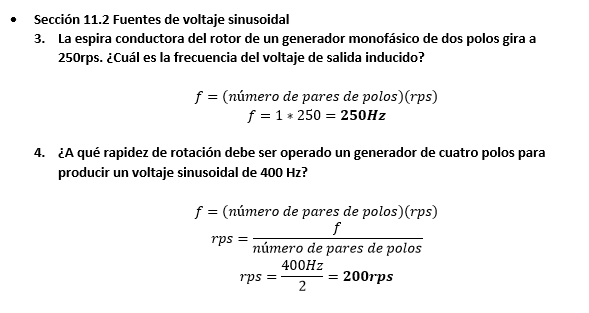 • Sección 11.2 Fuentes de voltaje sinusoidal
3. La espira conductora del rotor de un generador monofásico de dos polos gira a
250rps. ¿Cuál es la frecuencia del voltaje de salida inducido?
f = (número de pares de polos)(rps)
f = 1 * 250 = 250Hz
4. ¿A qué rapidez de rotación debe ser operado un generador de cuatro polos para
producir un voltaje sinusoidal de 400 Hz?
f = (número de pares de polos)(rps)
rps = f / número de pares de polos
rps = 400Hz / 2 = 200rps